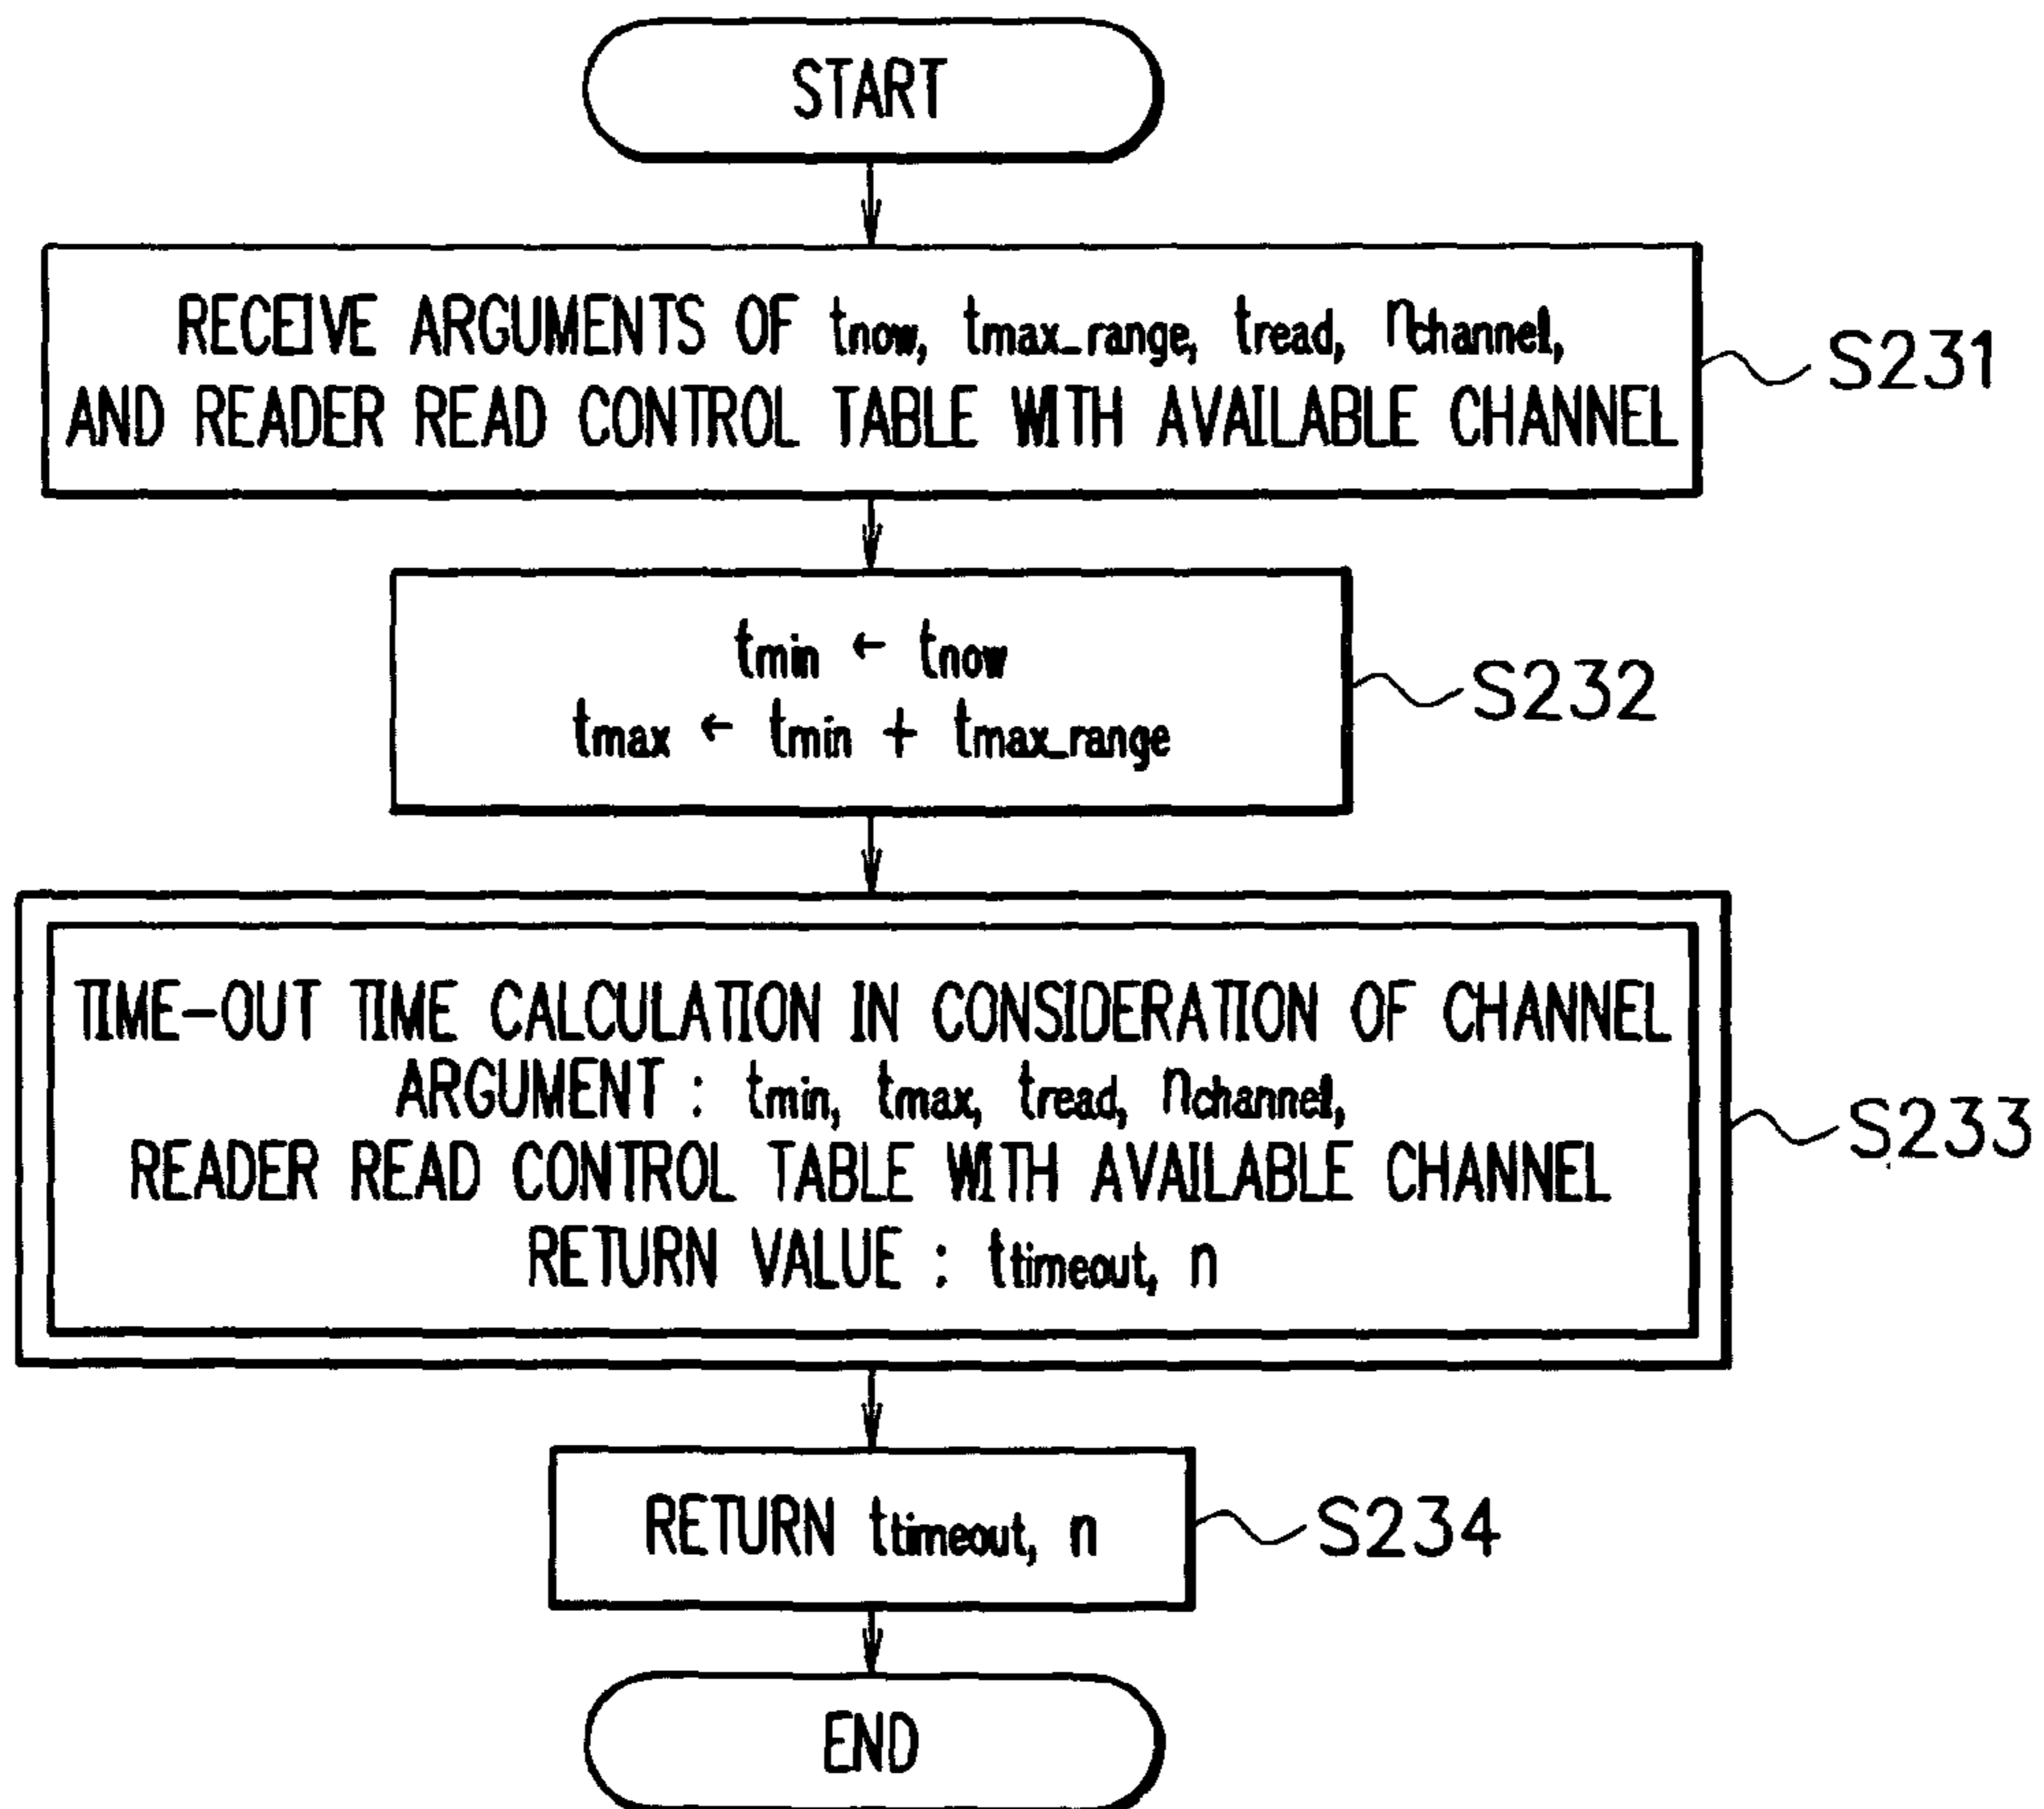 START
RECEIVE ARGUMENTS OF tnow, tmax_range, tread, nchannel,
AND READER READ CONTROL TABLE WITH AVAILABLE CHANNEL
S231
tmin ← tnow
tmax ← tmin + tmax_range
S232
TIME-OUT TIME CALCULATION IN CONSIDERATION OF CHANNEL
ARGUMENT : tmin, tmax, tread, nchannel,
READER READ CONTROL TABLE WITH AVAILABLE CHANNEL
RETURN VALUE : ttimeout, n
S233
RETURN ttimeout, n
S234
END